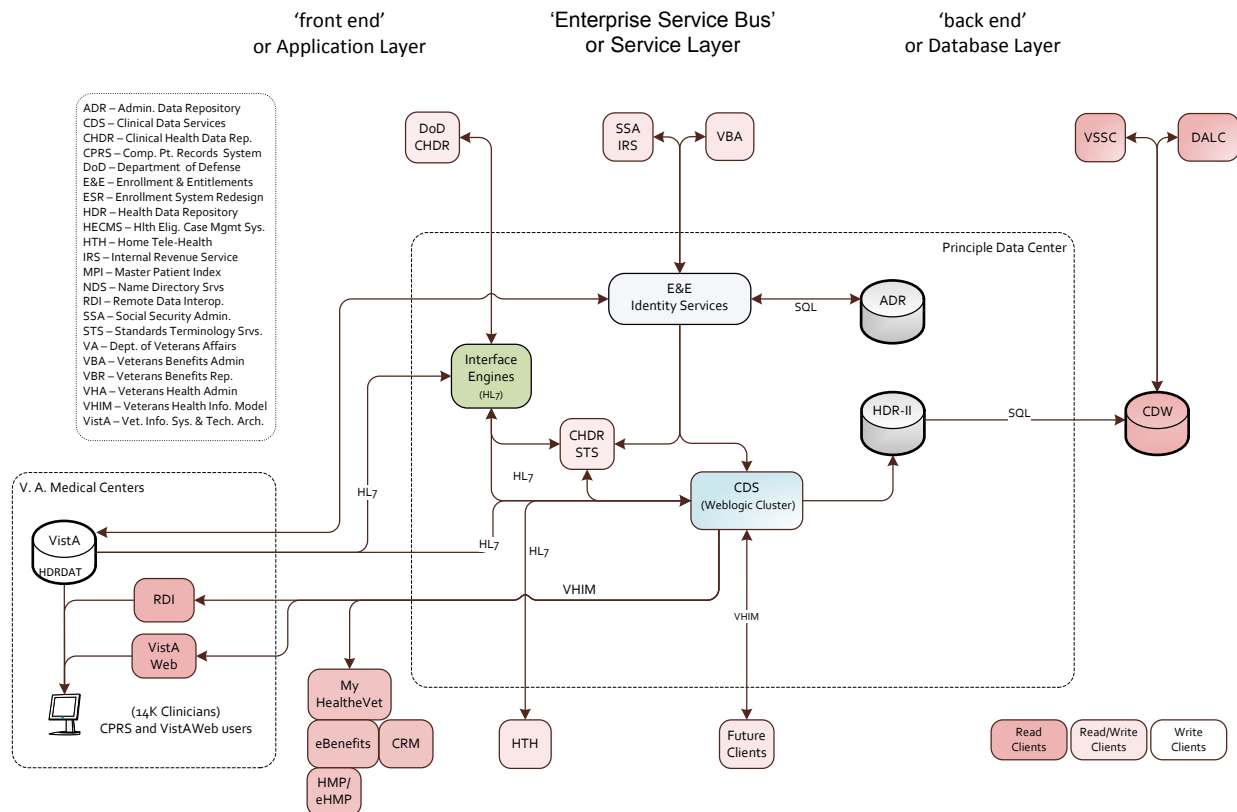 'front end'
or Application Layer
'Enterprise Service Bus'
or Service Layer
'back end'
or Database Layer
ADR – Admin. Data Repository
CDS – Clinical Data Services
CHDR – Clinical Health Data Rep.
CPRS – Comp. Pt. Records System
DoD – Department of Defense
E&E – Enrollment & Entitlements
ESR – Enrollment System Redesign
HDR – Health Data Repository
HECMS – Hlth Elig. Case Mgmt Sys.
HTH – Home Tele-Health
IRS – Internal Revenue Service
MPI – Master Patient Index
NDS – Name Directory Srvs
RDI – Remote Data Interop.
SSA – Social Security Admin.
STS – Standards Terminology Srvs.
VA – Dept. of Veterans Affairs
VBA – Veterans Benefits Admin
VBR – Veterans Benefits Rep.
VHA – Veterans Health Admin
VHIM – Veterans Health Info. Model
VistA – Vet. Info. Sys. & Tech. Arch.
DoD
CHDR
SSA
IRS
VBA
VSSC
DALC
Principle Data Center
E&E
Identity Services
SQL
ADR
Interface
Engines
(HL7)
HDR-II
SQL
CDW
CHDR
STS
HL7
CDS
(Weblogic Cluster)
V. A. Medical Centers
HL7
VistA
HDRDAT
HL7
HL7
RDI
VHIM
VHIM
VistA
Web
(14K Clinicians)
CPRS and VistAWeb users
My
HealtheVet
eBenefits
CRM
HMP/
eHMP
HTH
Future
Clients
Read
Clients
Read/Write
Clients
Write
Clients